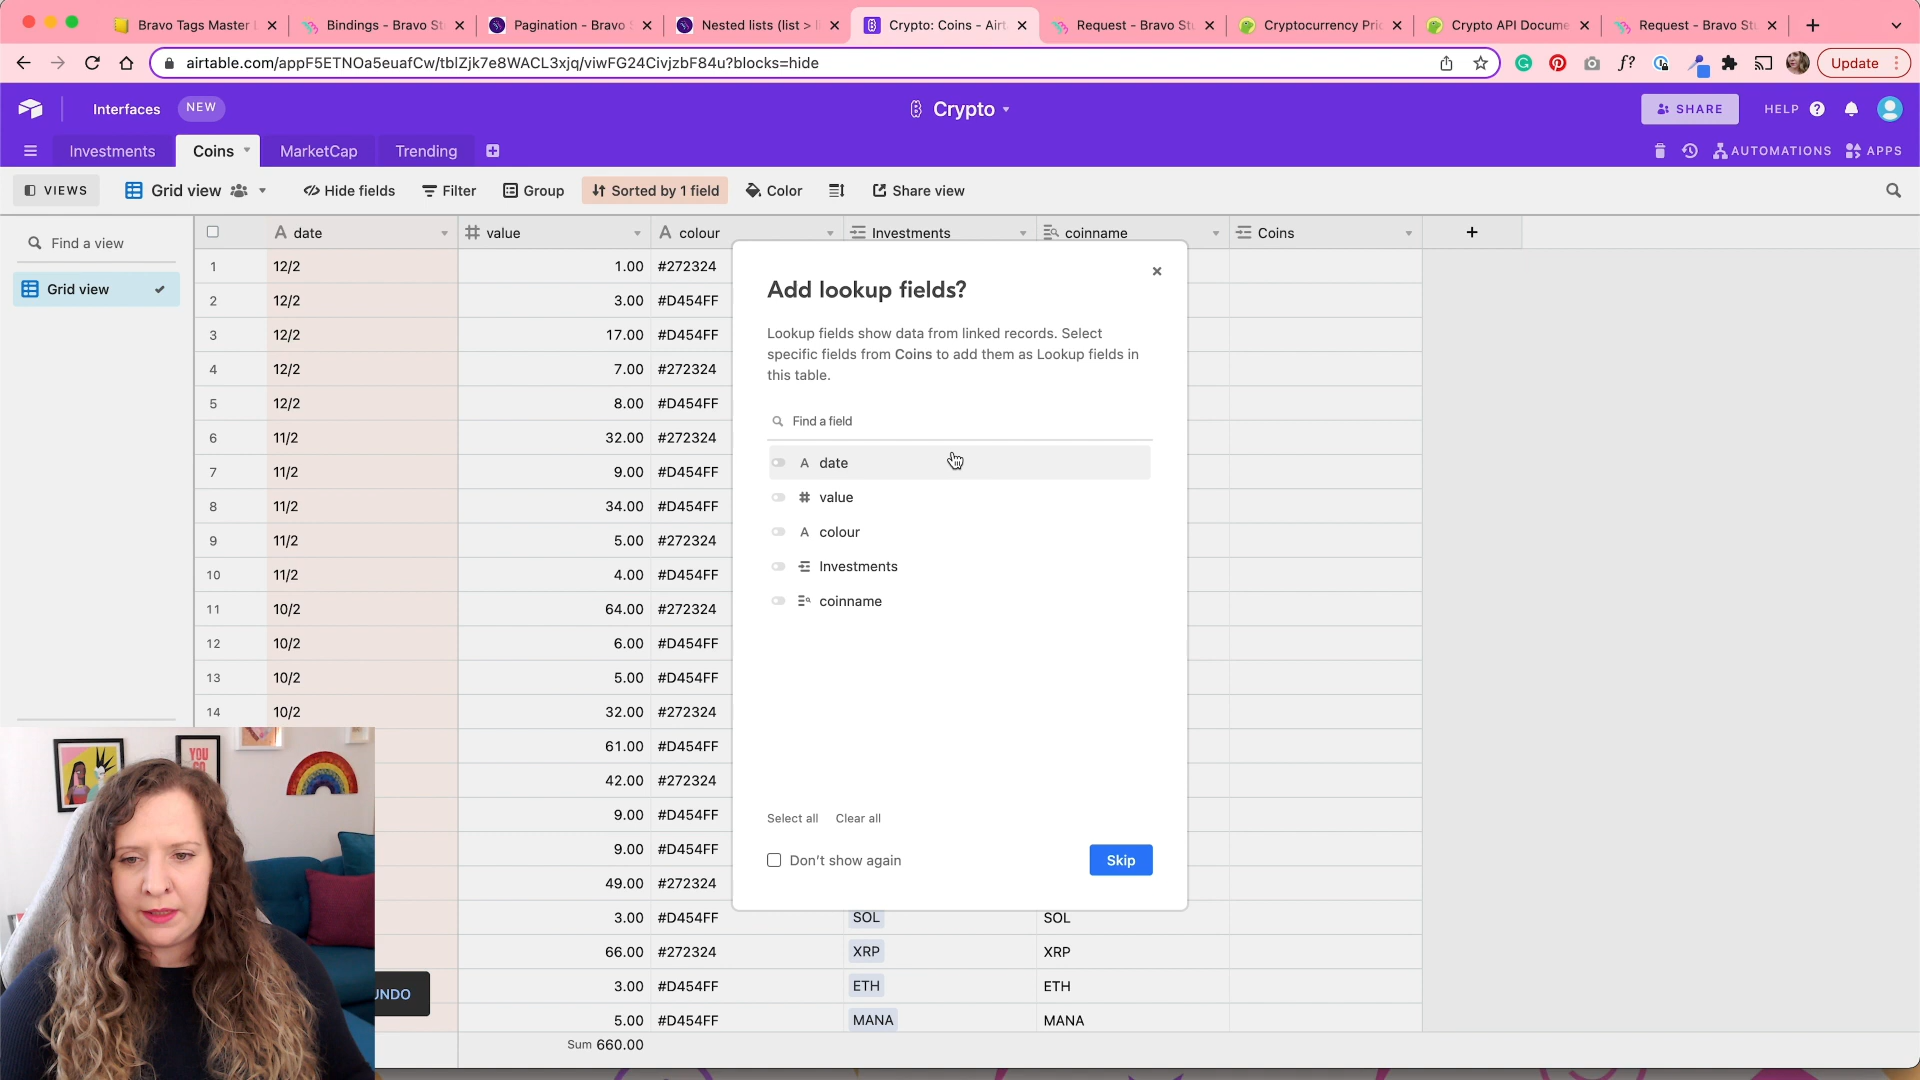 Bravo Tags Master L
Bindings - Bravo St
Pagination - Bravo S
Nested lists (list > l
Crypto: Coins - Airt
Request - Bravo Stu
Cryptocurrency Pric
Crypto API Docume
Request - Bravo Stu
airtable.com/appF5ETNOa5euafCw/tblZjk7e8WACL3xjq/viwFG24CivjzbF84u?blocks=hide
Update
Interfaces NEW
Crypto
SHARE HELP
Investments Coins MarketCap Trending
AUTOMATIONS APPS
VIEWS Grid view Hide fields Filter Group Sorted by 1 field Color Share view
Find a view
Grid view
date value colour Investments coinname Coins
1 12/2 1.00 #272324
2 12/2 3.00 #D454FF
3 12/2 17.00 #D454FF
4 12/2 7.00 #272324
5 12/2 8.00 #D454FF
6 11/2 32.00 #272324
7 11/2 9.00 #D454FF
8 11/2 34.00 #D454FF
9 11/2 5.00 #272324
10 11/2 4.00 #D454FF
11 10/2 64.00 #272324
12 10/2 6.00 #D454FF
13 10/2 5.00 #D454FF
14 10/2 32.00 #272324
61.00 #D454FF
42.00 #272324
9.00 #D454FF
9.00 #D454FF
49.00 #272324
3.00 #D454FF SOL SOL
66.00 #272324 XRP XRP
3.00 #D454FF ETH ETH
5.00 #D454FF MANA MANA
Sum 660.00
Add lookup fields?
Lookup fields show data from linked records. Select
specific fields from Coins to add them as Lookup fields in
this table.
Find a field
date
value
colour
Investments
coinname
Select all Clear all
Don't show again
Skip
YOU
GO
UNDO